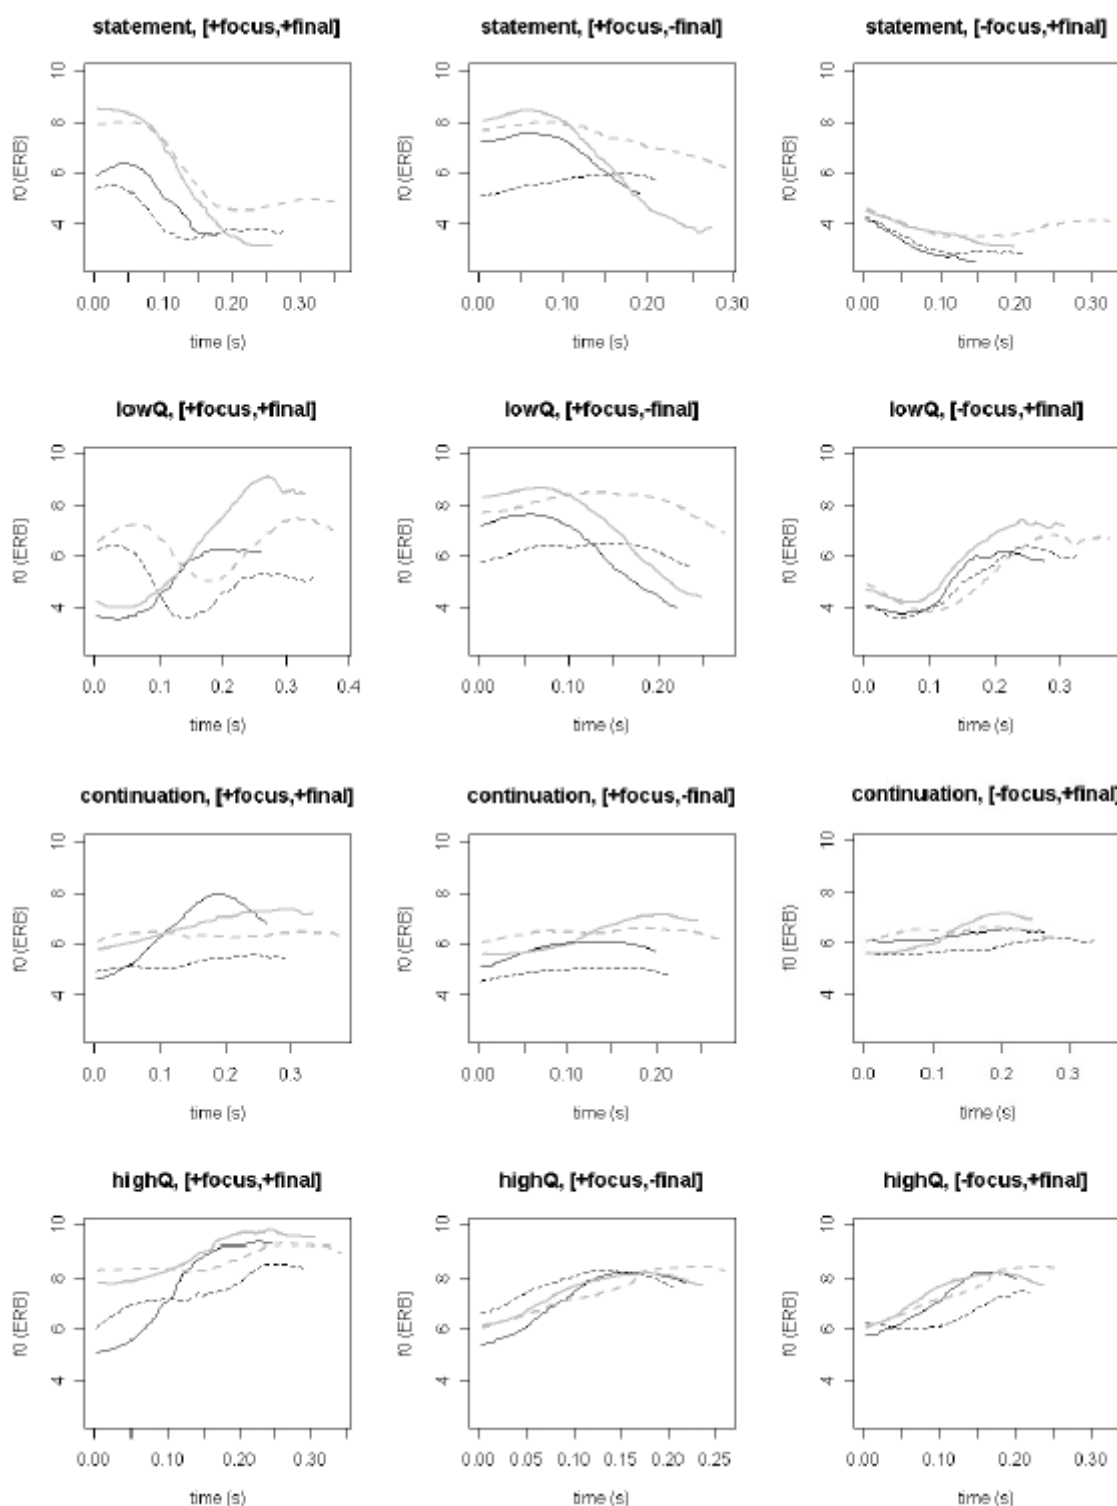 statement, [+focus,+final]
statement, [+focus,-final]
statement, [-focus,+final]
f0 (ERB)
10
8
6
4
0.00 0.10 0.20 0.30
time (s)
f0 (ERB)
10
8
6
4
0.00 0.10 0.20 0.30
time (s)
f0 (ERB)
10
8
6
4
0.00 0.10 0.20 0.30
time (s)
lowQ, [+focus,+final]
lowQ, [+focus,-final]
lowQ, [-focus,+final]
f0 (ERB)
10
8
6
4
0.0 0.1 0.2 0.3 0.4
time (s)
f0 (ERB)
10
8
6
4
0.00 0.10 0.20
time (s)
f0 (ERB)
10
8
6
4
0.0 0.1 0.2 0.3
time (s)
continuation, [+focus,+final]
continuation, [+focus,-final]
continuation, [-focus,+final]
f0 (ERB)
10
8
6
4
0.0 0.1 0.2 0.3
time (s)
f0 (ERB)
10
8
6
4
0.00 0.10 0.20
time (s)
f0 (ERB)
10
8
6
4
0.0 0.1 0.2 0.3
time (s)
highQ, [+focus,+final]
highQ, [+focus,-final]
highQ, [-focus,+final]
f0 (ERB)
10
8
6
4
0.00 0.10 0.20 0.30
time (s)
f0 (ERB)
10
8
6
4
0.00 0.05 0.10 0.15 0.20 0.25
time (s)
f0 (ERB)
10
8
6
4
0.00 0.10 0.20 0.30
time (s)